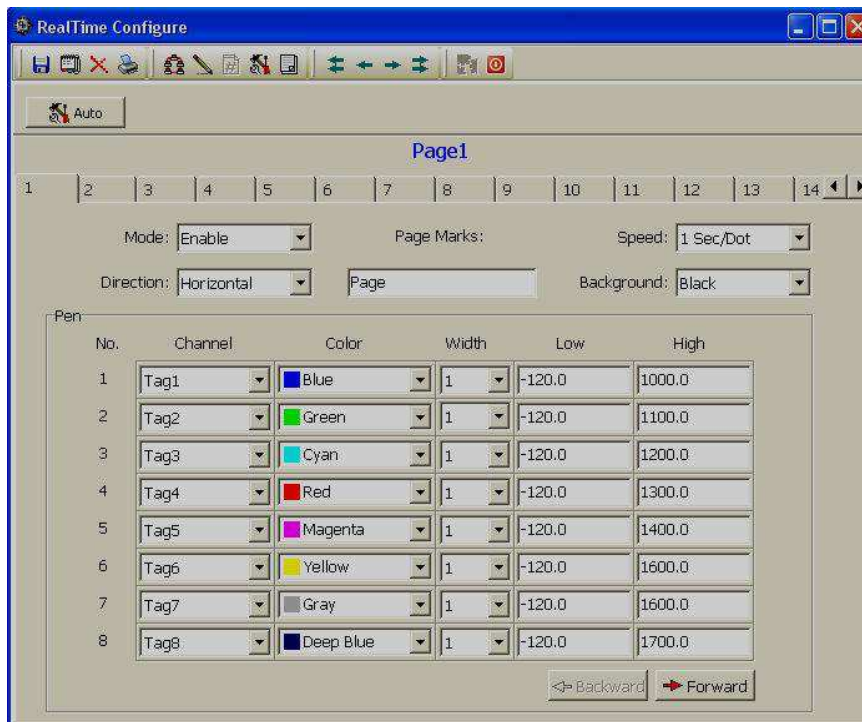 RealTime Configure
Auto
Page1
1 2 3 4 5 6 7 8 9 10 11 12 13 14
Mode: Enable Page Marks: Speed: 1 Sec/Dot
Direction: Horizontal Page Background: Black
Pen
No. Channel Color Width Low High
1 Tag1 Blue 1 -120.0 1000.0
2 Tag2 Green 1 -120.0 1100.0
3 Tag3 Cyan 1 -120.0 1200.0
4 Tag4 Red 1 -120.0 1300.0
5 Tag5 Magenta 1 -120.0 1400.0
6 Tag6 Yellow 1 -120.0 1600.0
7 Tag7 Gray 1 -120.0 1600.0
8 Tag8 Deep Blue 1 -120.0 1700.0
Backward Forward